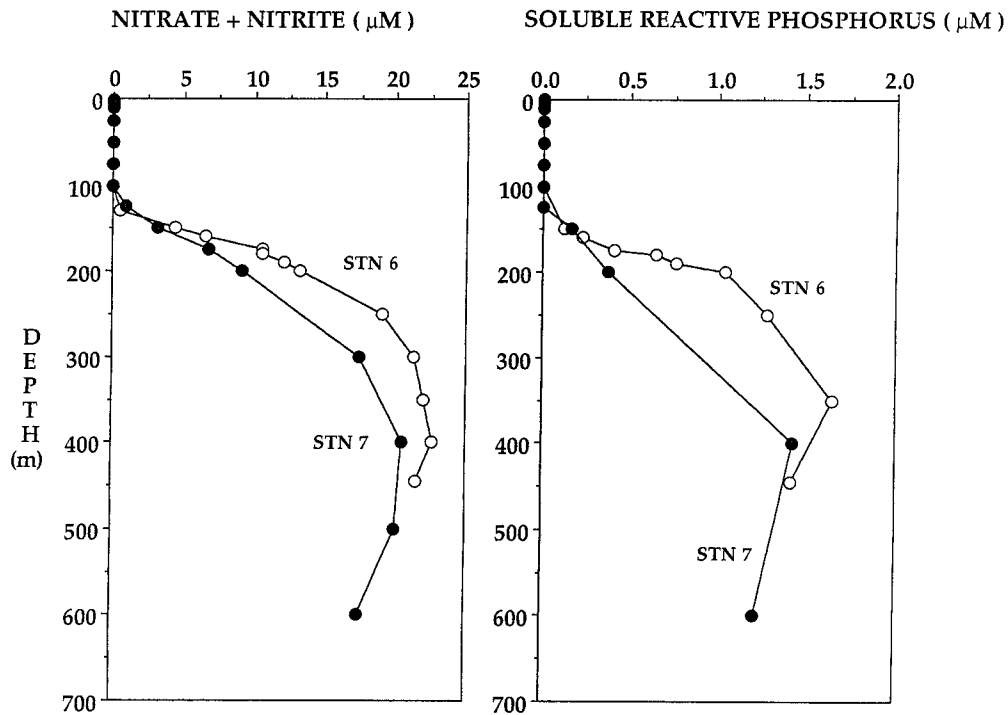 NITRATE + NITRITE ( µM)
SOLUBLE REACTIVE PHOSPHORUS ( µM)
0 5 10 15 20 25
0.0 0.5 1.0 1.5 2.0
0
100
200
300
400
500
600
700
0
100
200
300
400
500
600
700
DEPTH
(m)
STN 6
STN 7
STN 6
STN 7